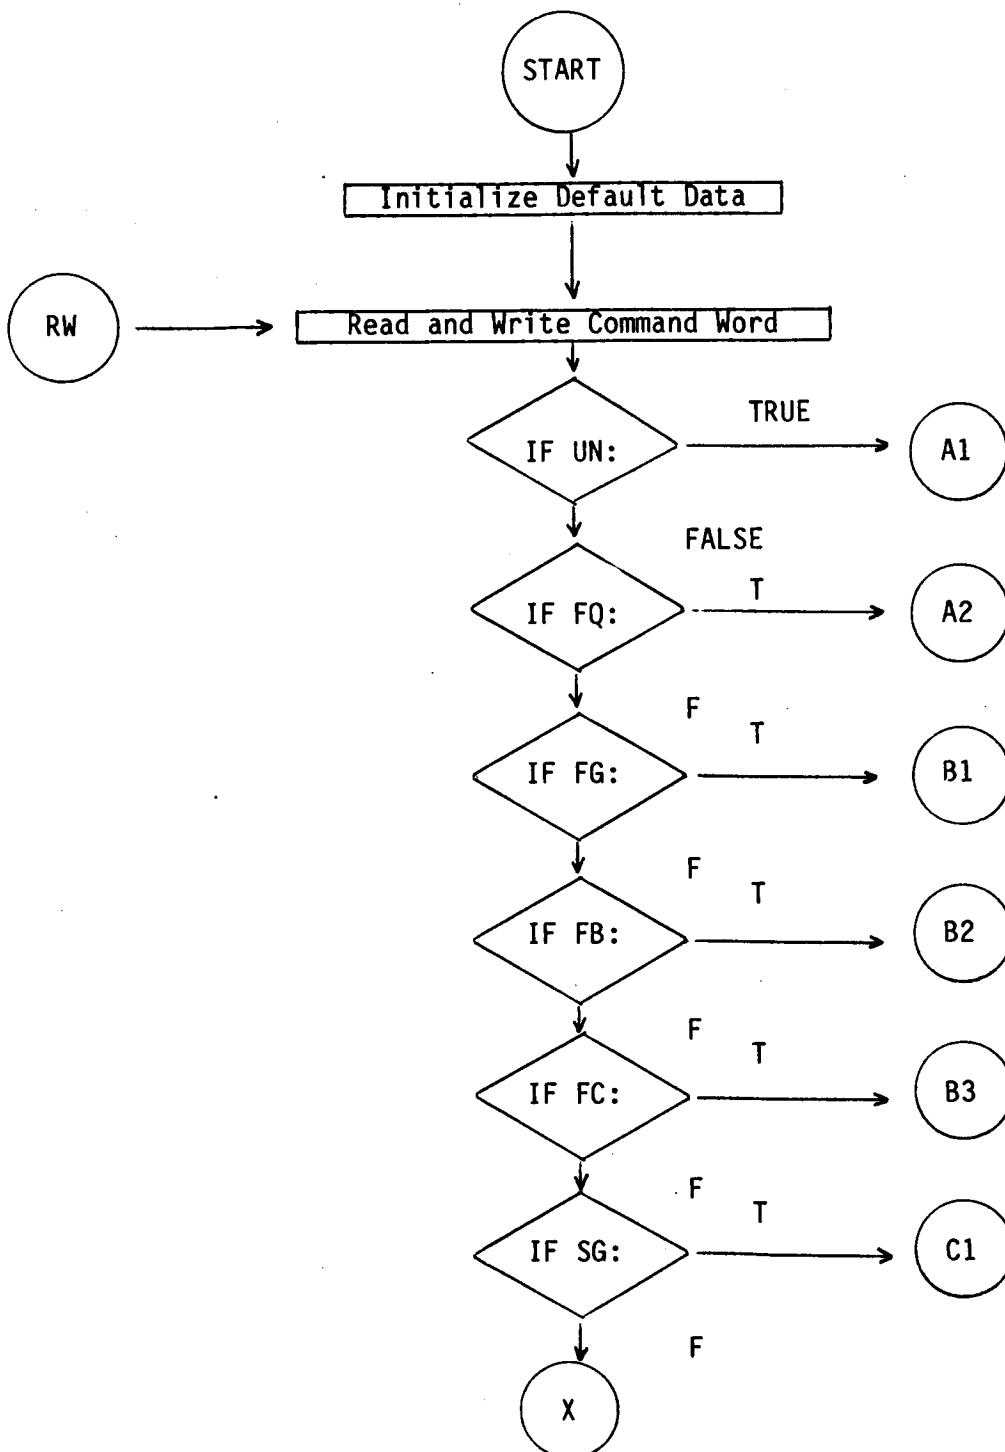 START
Initialize Default Data
RW
Read and Write Command Word
TRUE
IF UN:
A1
FALSE
T
IF FQ:
A2
F
T
IF FG:
B1
F
T
IF FB:
B2
F
T
IF FC:
B3
F
T
IF SG:
C1
F
X